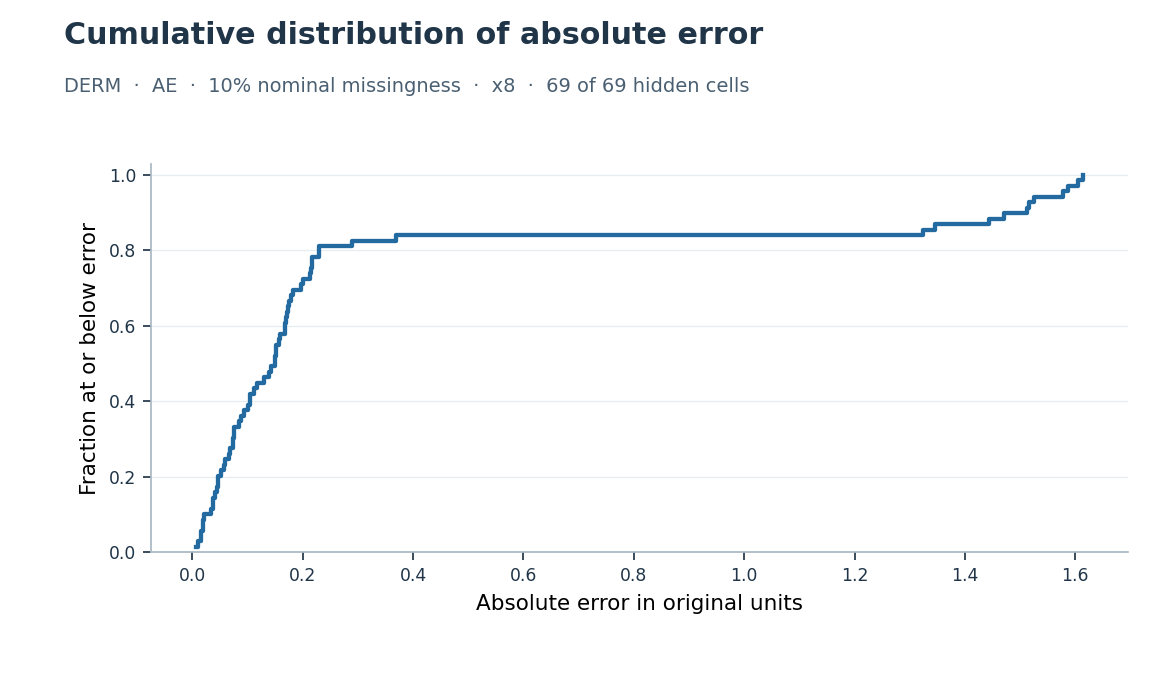 Cumulative distribution of absolute error
DERM · AE · 10% nominal missingness · x8 · 69 of 69 hidden cells
Fraction at or below error
1.0
0.8
0.6
0.4
0.2
0.0
0.0 0.2 0.4 0.6 0.8 1.0 1.2 1.4 1.6
Absolute error in original units